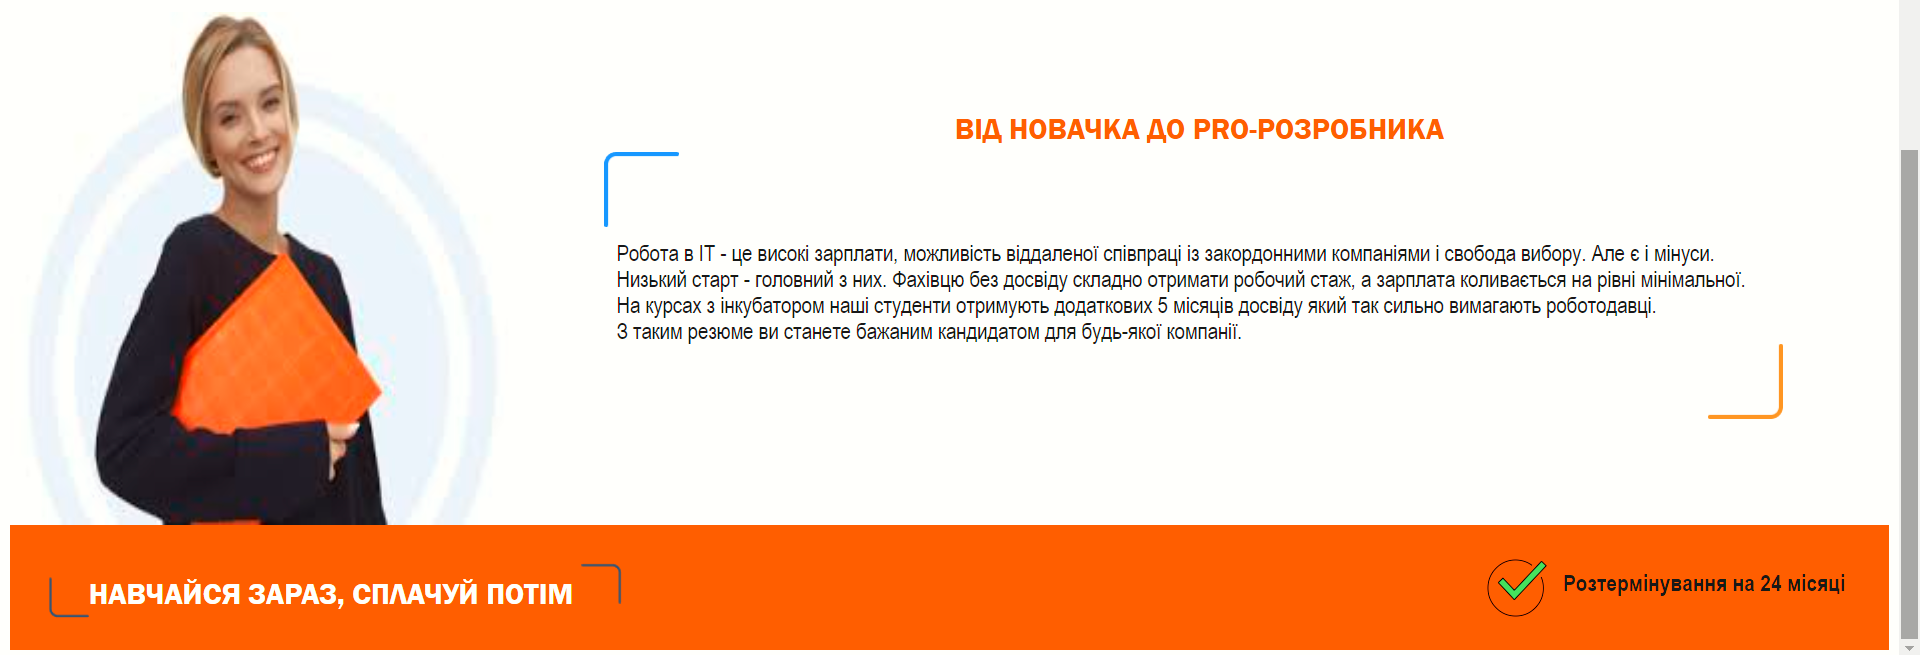 ВІД НОВАЧКА ДО PRO-РОЗРОБНИКА
Робота в IT - це високі зарплати, можливість віддаленої співпраці із закордонними компаніями і свобода вибору. Але є і мінуси.
Низький старт - головний з них. Фахівцю без досвіду складно отримати робочий стаж, а зарплата коливається на рівні мінімальної.
На курсах з інкубатором наші студенти отримують додаткових 5 місяців досвіду який так сильно вимагають роботодавці.
З таким резюме ви станете бажаним кандидатом для будь-якої компанії.
НАВЧАЙСЯ ЗАРАЗ, СПЛАЧУЙ ПОТІМ
Розтермінування на 24 місяці